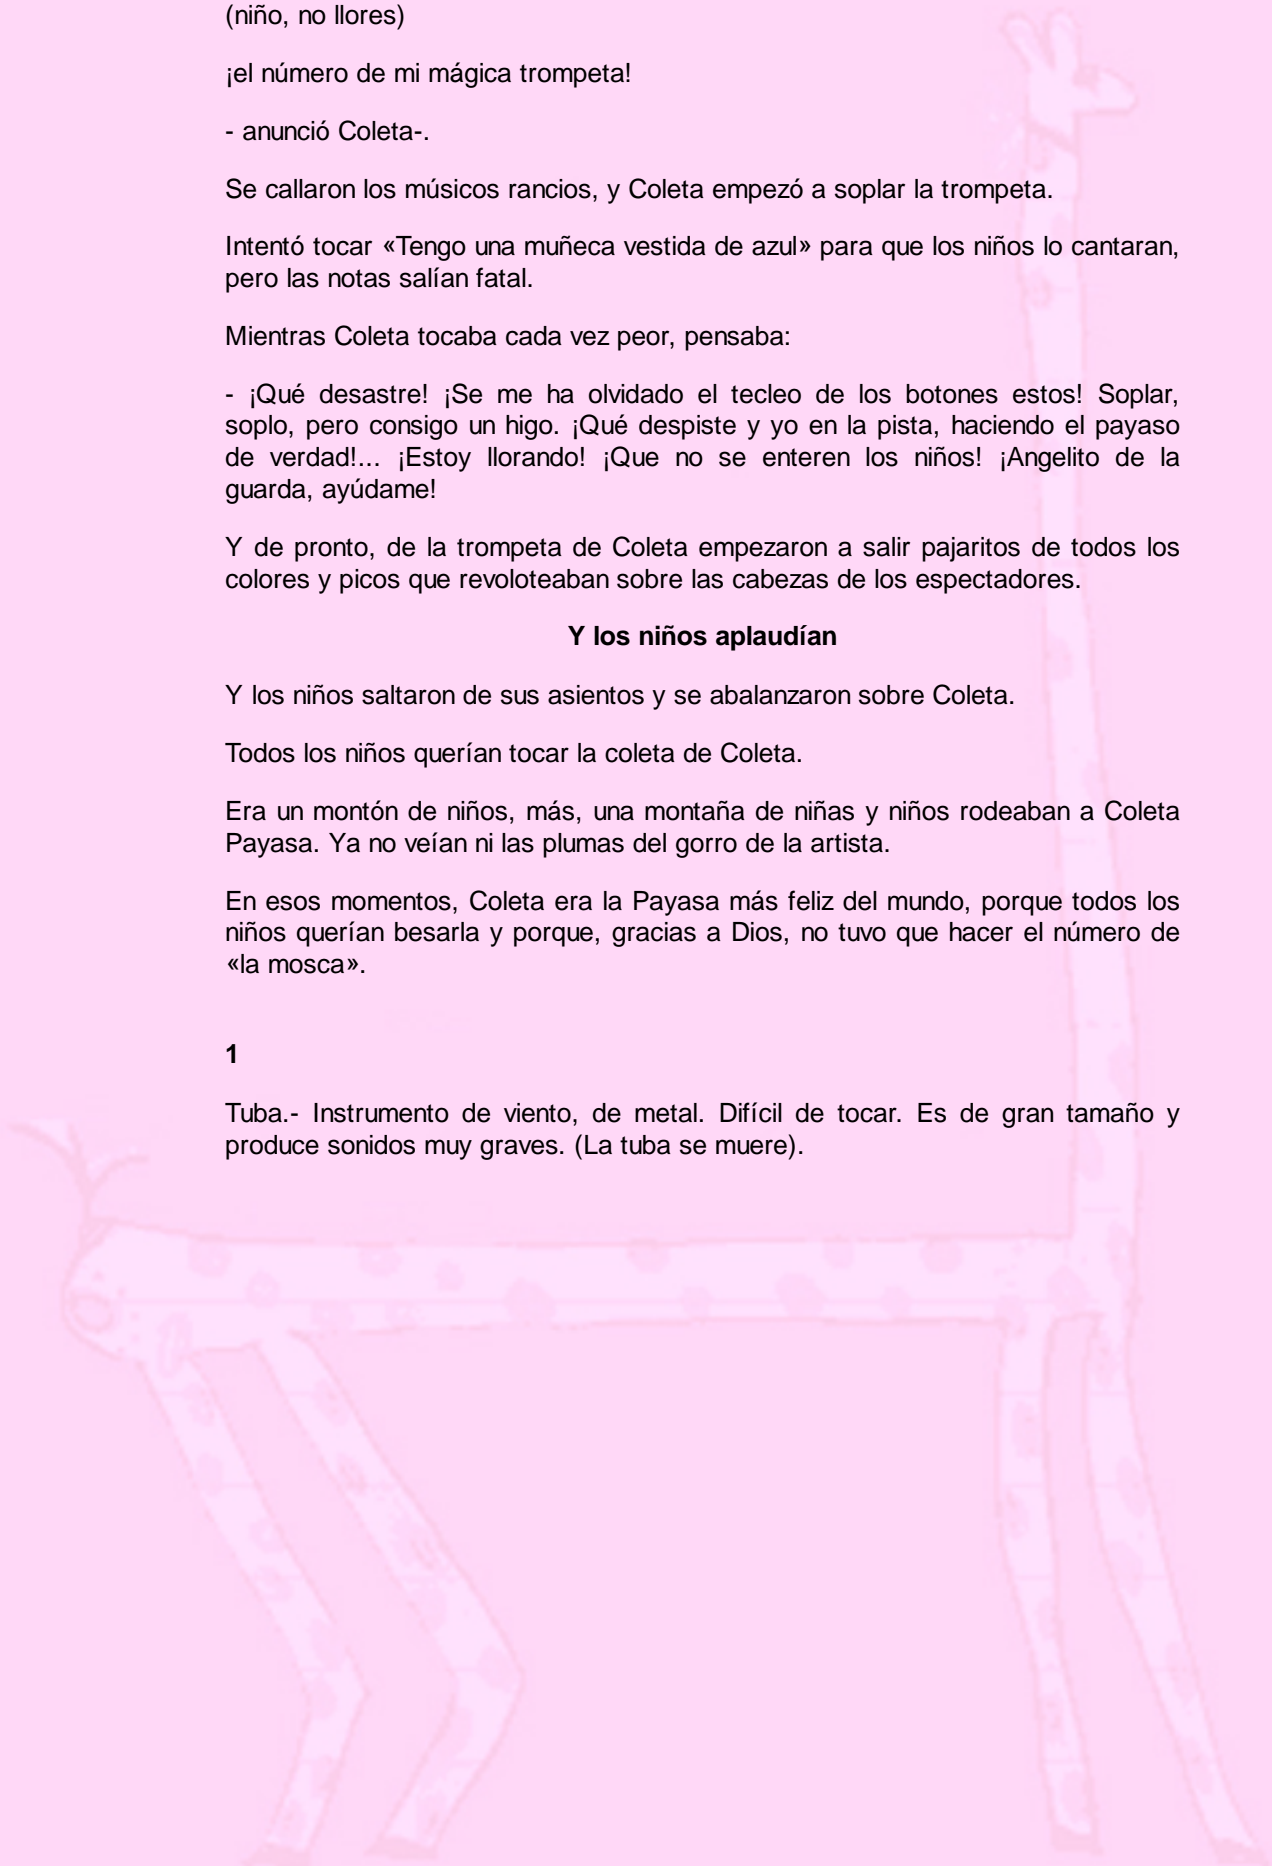 (niño, no llores)
¡el número de mi mágica trompeta!
- anunció Coleta-.
Se callaron los músicos rancios, y Coleta empezó a soplar la trompeta.
Intentó tocar «Tengo una muñeca vestida de azul» para que los niños lo cantaran,
pero las notas salían fatal.
Mientras Coleta tocaba cada vez peor, pensaba:
- ¡Qué desastre! ¡Se me ha olvidado el tecleo de los botones estos! Soplar,
soplo, pero consigo un higo. ¡Qué despiste y yo en la pista, haciendo el payaso
de verdad!... ¡Estoy llorando! ¡Que no se enteren los niños! ¡Angelito de la
guarda, ayúdame!
Y de pronto, de la trompeta de Coleta empezaron a salir pajaritos de todos los
colores y picos que revoloteaban sobre las cabezas de los espectadores.
Y los niños aplaudían
Y los niños saltaron de sus asientos y se abalanzaron sobre Coleta.
Todos los niños querían tocar la coleta de Coleta.
Era un montón de niños, más, una montaña de niñas y niños rodeaban a Coleta
Payasa. Ya no veían ni las plumas del gorro de la artista.
En esos momentos, Coleta era la Payasa más feliz del mundo, porque todos los
niños querían besarla y porque, gracias a Dios, no tuvo que hacer el número de
«la mosca».
1
Tuba.- Instrumento de viento, de metal. Difícil de tocar. Es de gran tamaño y
produce sonidos muy graves. (La tuba se muere).